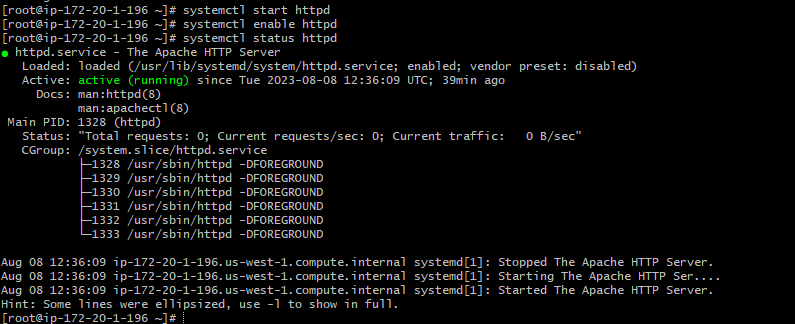 [root@ip-172-20-1-196 ~]# systemctl start httpd
[root@ip-172-20-1-196 ~]# systemctl enable httpd
[root@ip-172-20-1-196 ~]# systemctl status httpd
● httpd.service - The Apache HTTP Server
   Loaded: loaded (/usr/lib/systemd/system/httpd.service; enabled; vendor preset: disabled)
   Active: active (running) since Tue 2023-08-08 12:36:09 UTC; 39min ago
     Docs: man:httpd(8)
           man:apachectl(8)
 Main PID: 1328 (httpd)
   Status: "Total requests: 0; Current requests/sec: 0; Current traffic:   0 B/sec"
   CGroup: /system.slice/httpd.service
           ├─1328 /usr/sbin/httpd -DFOREGROUND
           ├─1329 /usr/sbin/httpd -DFOREGROUND
           ├─1330 /usr/sbin/httpd -DFOREGROUND
           ├─1331 /usr/sbin/httpd -DFOREGROUND
           ├─1332 /usr/sbin/httpd -DFOREGROUND
           └─1333 /usr/sbin/httpd -DFOREGROUND

Aug 08 12:36:09 ip-172-20-1-196.us-west-1.compute.internal systemd[1]: Stopped The Apache HTTP Server.
Aug 08 12:36:09 ip-172-20-1-196.us-west-1.compute.internal systemd[1]: Starting The Apache HTTP Ser....
Aug 08 12:36:09 ip-172-20-1-196.us-west-1.compute.internal systemd[1]: Started The Apache HTTP Server.
Hint: Some lines were ellipsized, use -l to show in full.
[root@ip-172-20-1-196 ~]#